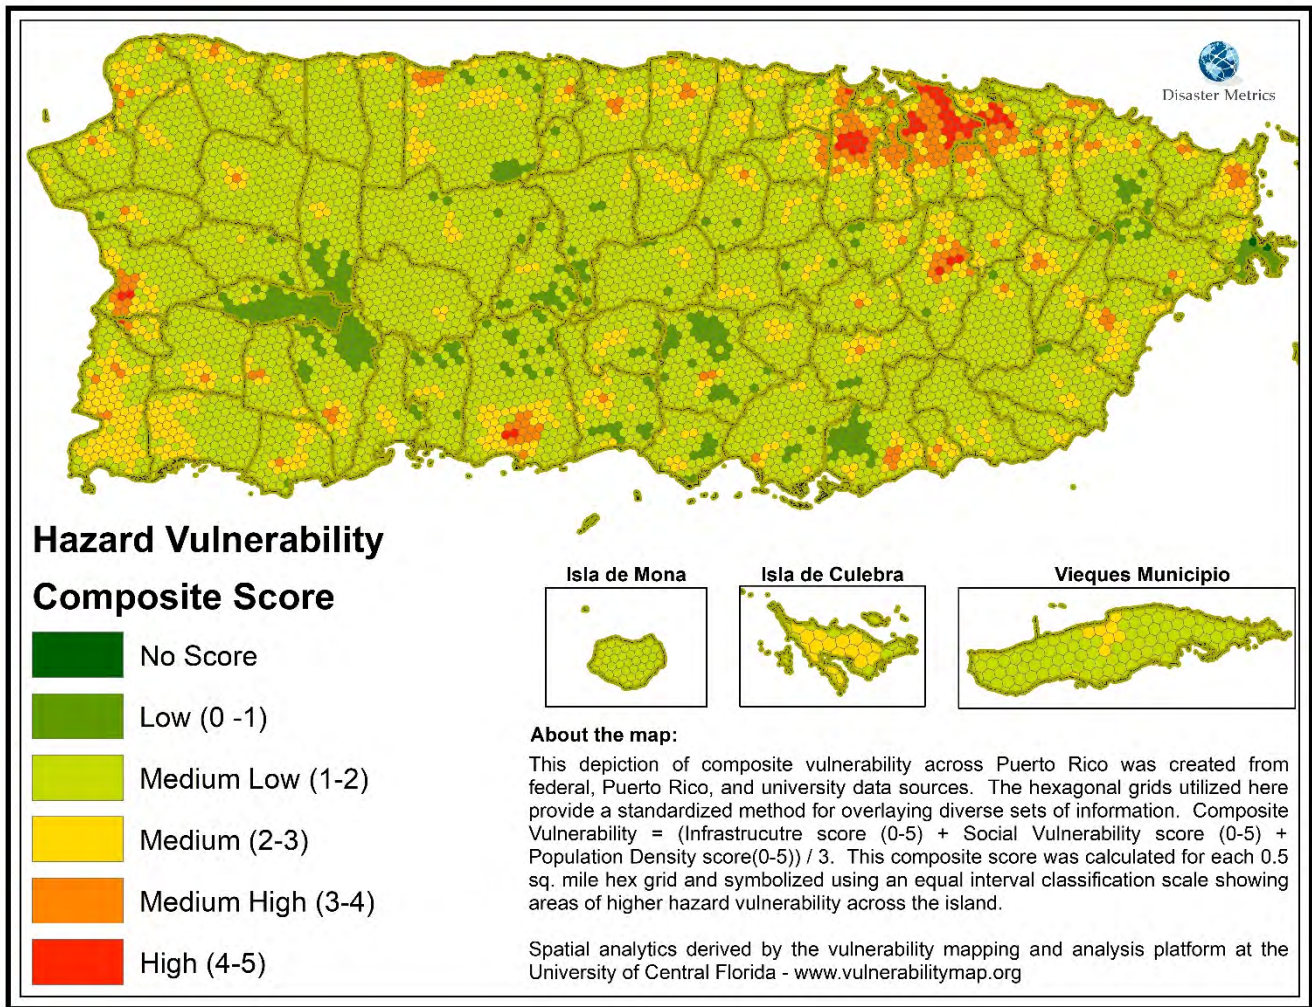 Disaster Metrics
Hazard Vulnerability
Composite Score
No Score
Low (0 -1)
Medium Low (1-2)
Medium (2-3)
Medium High (3-4)
High (4-5)
Isla de Mona
Isla de Culebra
Vieques Municipio
About the map:
This depiction of composite vulnerability across Puerto Rico was created from
federal, Puerto Rico, and university data sources. The hexagonal grids utilized here
provide a standardized method for overlaying diverse sets of information. Composite
Vulnerability = (Infrastrucutre score (0-5) + Social Vulnerability score (0-5) +
Population Density score(0-5)) / 3. This composite score was calculated for each 0.5
sq. mile hex grid and symbolized using an equal interval classification scale showing
areas of higher hazard vulnerability across the island.
Spatial analytics derived by the vulnerability mapping and analysis platform at the
University of Central Florida - www.vulnerabilitymap.org